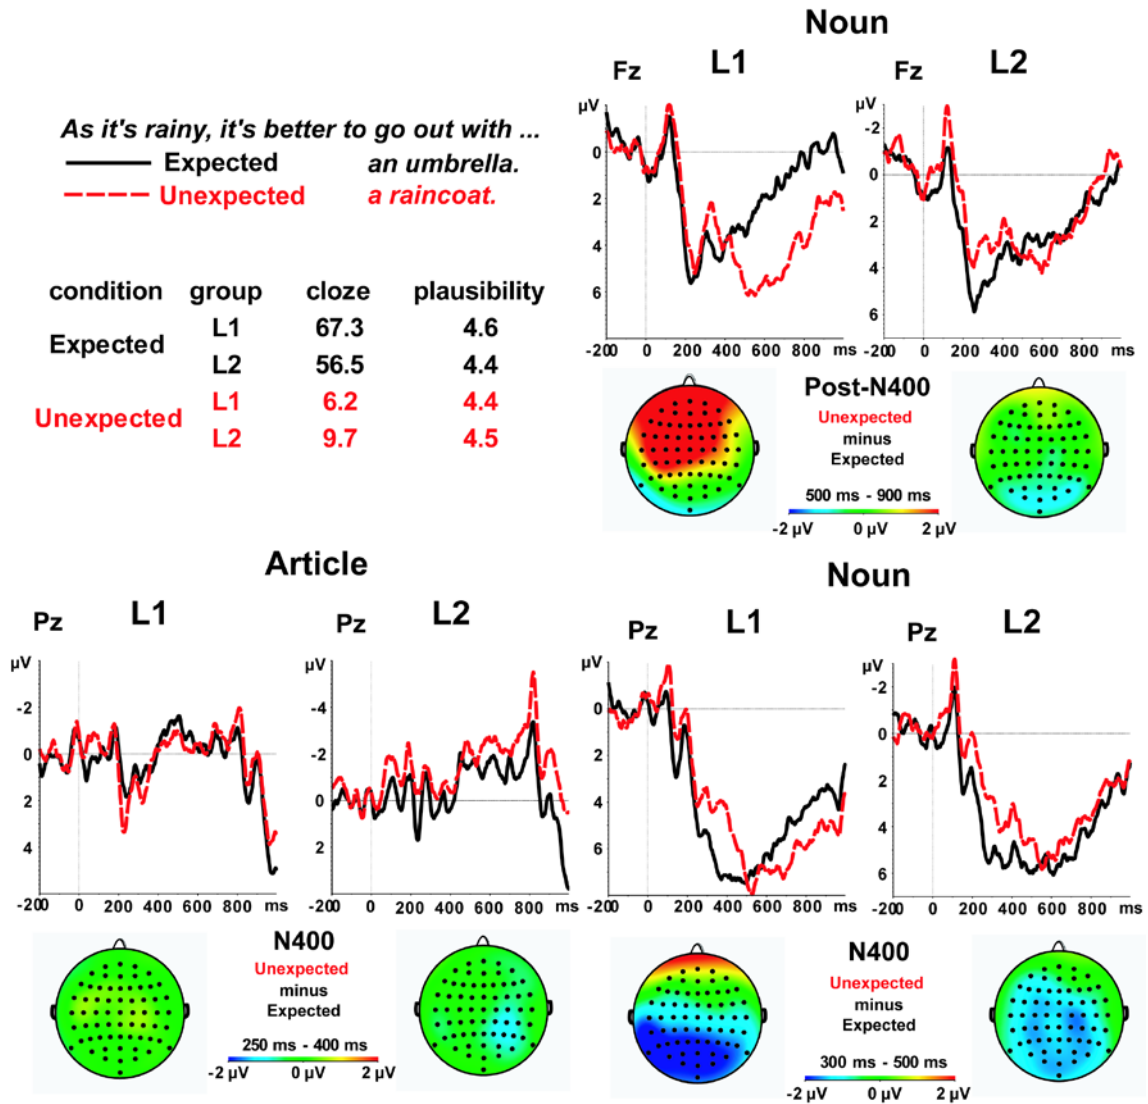 Noun
Fz L1 Fz L2
µV µV
-2
0 0
2 2
4 4
6 6
8
-200 0 200 400 600 800 ms -200 0 200 400 600 800 ms
As it's rainy, it's better to go out with ...
Expected an umbrella.
Unexpected a raincoat.
condition group cloze plausibility
Expected
L1 67.3 4.6
L2 56.5 4.4
Unexpected
L1 6.2 4.4
L2 9.7 4.5
Post-N400
Unexpected
minus
Expected
500 ms - 900 ms
-2 µV 0 µV 2 µV
Article
Pz L1 Pz L2
µV
-2 -4
0 -2
2 0
4 2
-200 0 200 400 600 800 ms -200 0 200 400 600 800 ms
N400
Unexpected
minus
Expected
250 ms - 400 ms
-2 µV 0 µV 2 µV
Noun
Pz L1 Pz L2
µV µV
-2
0 0
2 2
4 4
6 6
-200 0 200 400 600 800 ms -200 0 200 400 600 800 ms
N400
Unexpected
minus
Expected
300 ms - 500 ms
-2 µV 0 µV 2 µV